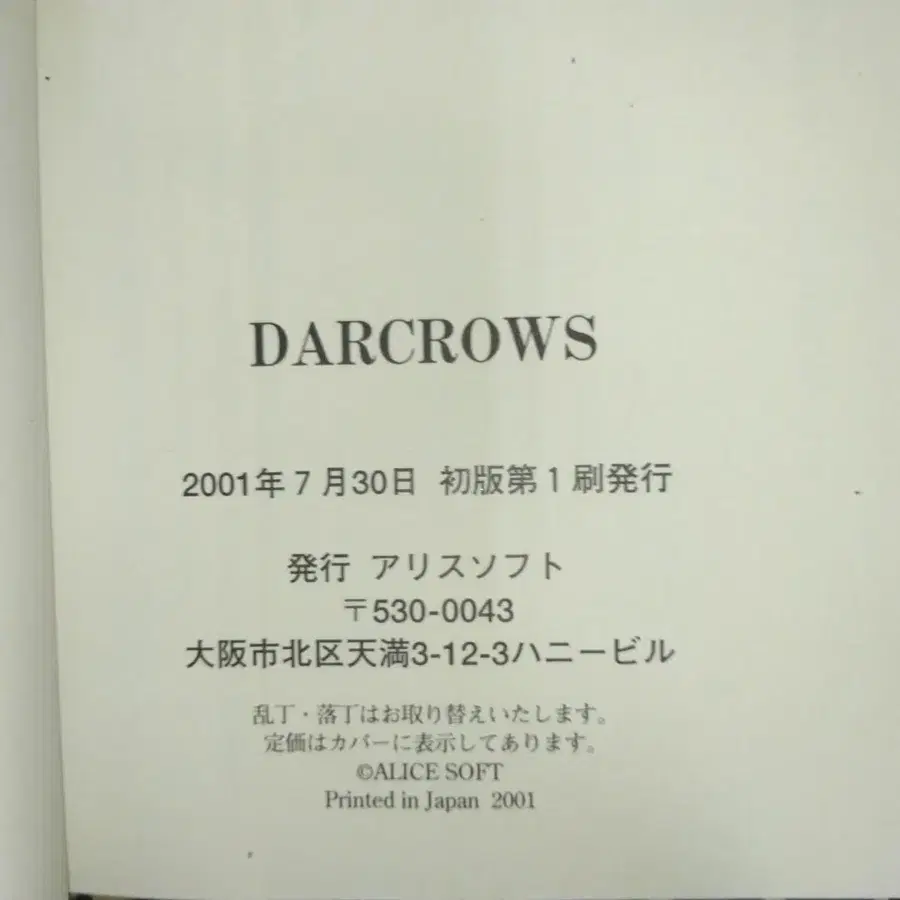 DARCROWS
2001年7月30日 初版第1刷発行
発行 アリスソフト
〒530-0043
大阪市北区天満3-12-3ハニービル
乱丁・落丁はお取り替えいたします。
定価はカバーに表示してあります。
©ALICE SOFT
Printed in Japan 2001